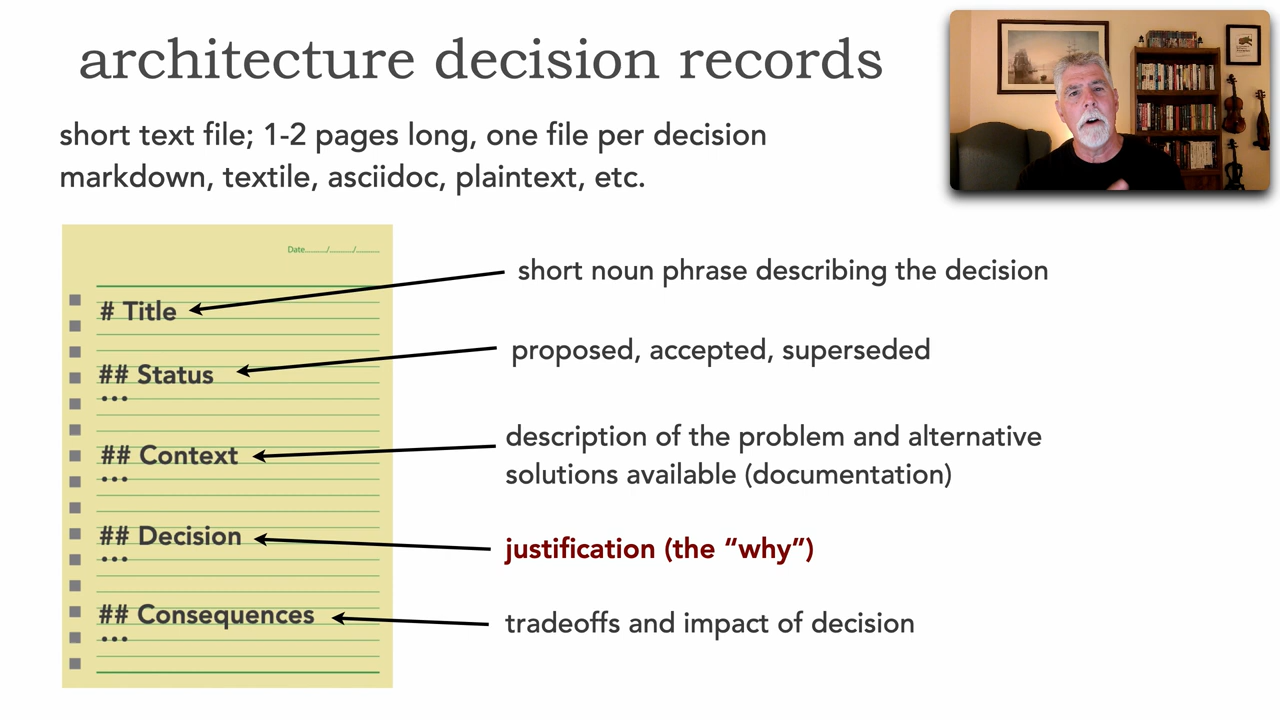 architecture decision records
short text file; 1-2 pages long, one file per decision
markdown, textile, asciidoc, plaintext, etc.
Date......../......../........
# Title
short noun phrase describing the decision
## Status
...
proposed, accepted, superseded
## Context
...
description of the problem and alternative
solutions available (documentation)
## Decision
...
justification (the “why”)
## Consequences
...
tradeoffs and impact of decision